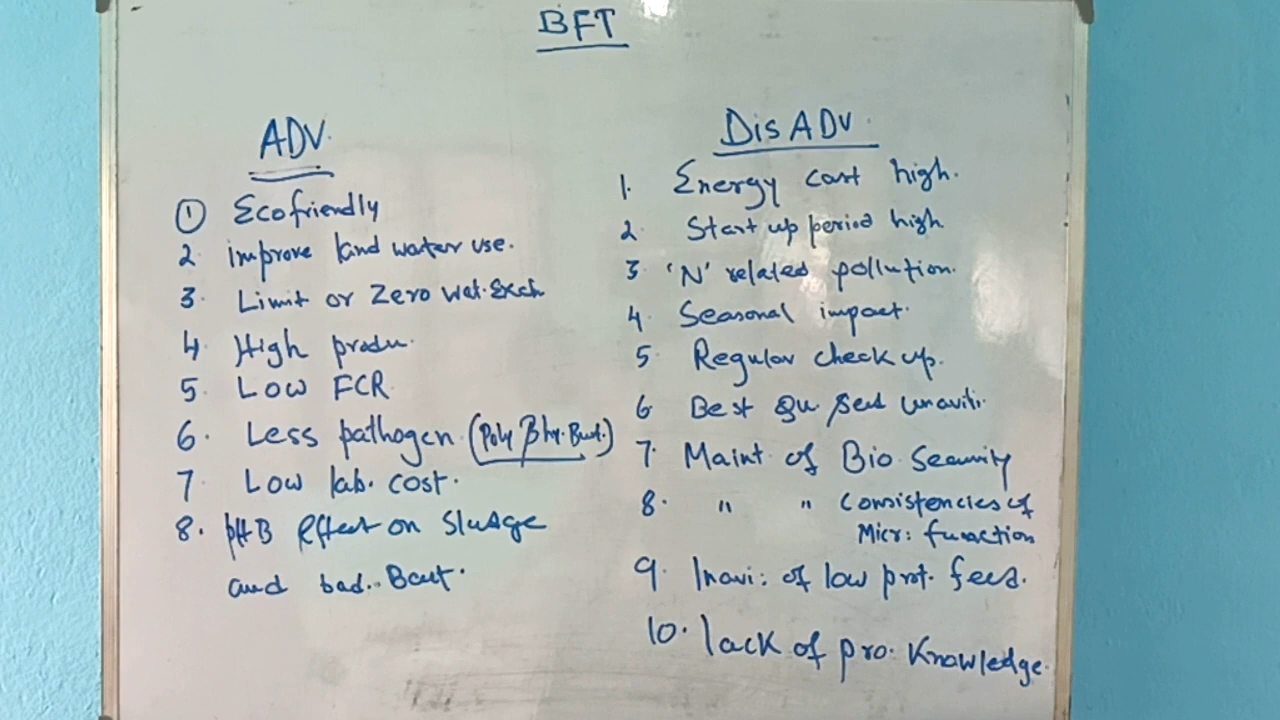 BFT
ADV.
① Ecofriendly
2. improve land water use.
3. Limit or Zero Wat. Exch
4. High produ.
5. Low FCR
6. Less pathogen (Poly β hy. But.)
7. Low lab. cost.
8. pHB Effect on Sludge
and bad. Bact.
DisADV.
1. Energy cost high.
2. Start up period high
3. 'N' related pollution.
4. Seasonal impact.
5. Regular check up.
6. Best Qu Seed
7. Maint of Bio Security
8. " " Consistencies of
Micr: function
9. Inavi: of low prot. feed.
10. lack of pro. Knowledge.